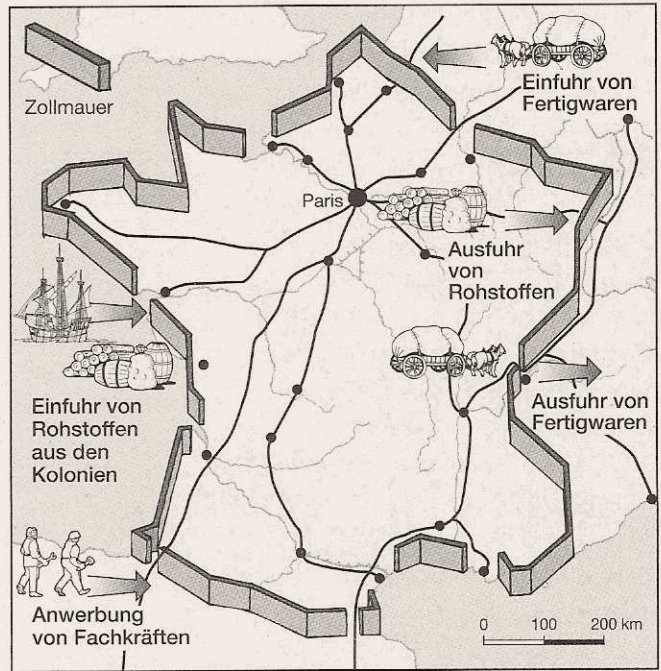 Zollmauer
Einfuhr von
Fertigwaren
Paris
Ausfuhr
von
Rohstoffen
Einfuhr von
Rohstoffen
aus den
Kolonien
Ausfuhr von
Fertigwaren
Anwerbung
von Fachkräften
0 100 200 km